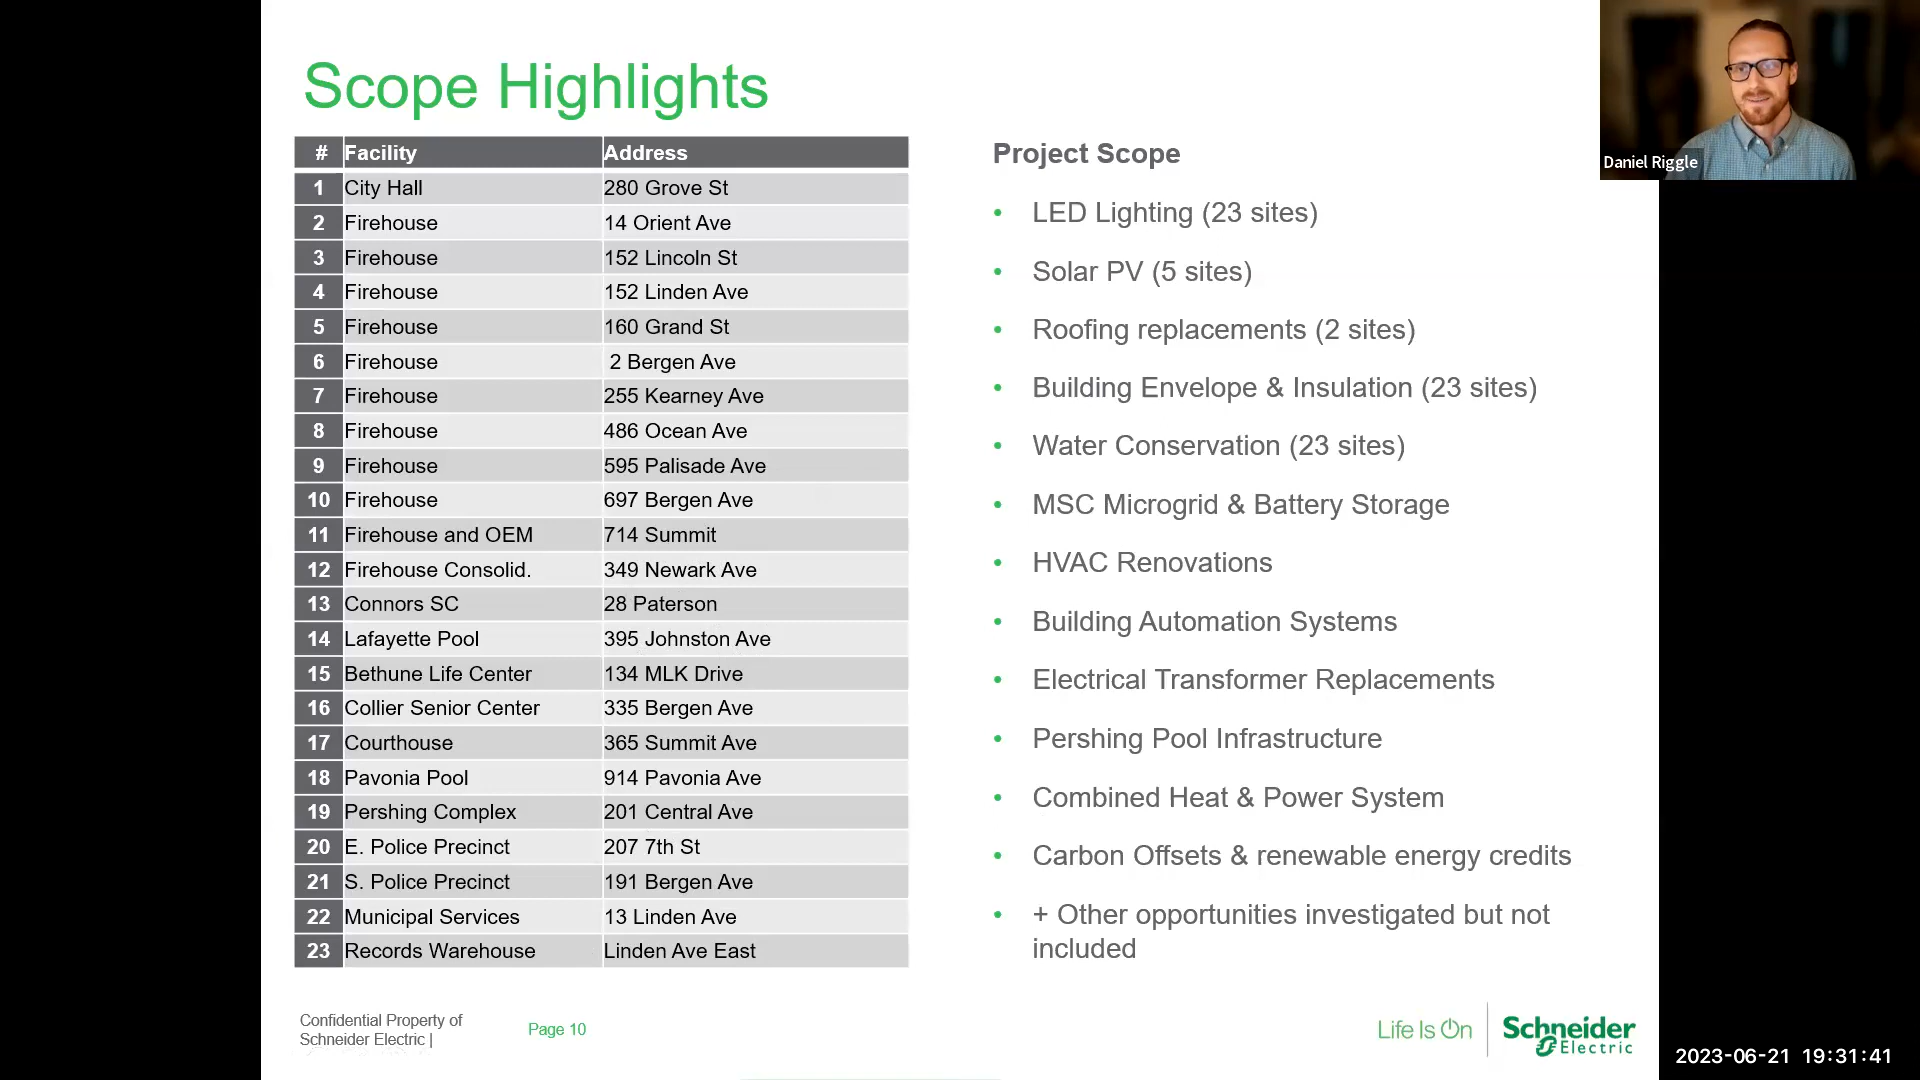 Scope Highlights
# Facility Address
1 City Hall 280 Grove St
2 Firehouse 14 Orient Ave
3 Firehouse 152 Lincoln St
4 Firehouse 152 Linden Ave
5 Firehouse 160 Grand St
6 Firehouse 2 Bergen Ave
7 Firehouse 255 Kearney Ave
8 Firehouse 486 Ocean Ave
9 Firehouse 595 Palisade Ave
10 Firehouse 697 Bergen Ave
11 Firehouse and OEM 714 Summit
12 Firehouse Consolid. 349 Newark Ave
13 Connors SC 28 Paterson
14 Lafayette Pool 395 Johnston Ave
15 Bethune Life Center 134 MLK Drive
16 Collier Senior Center 335 Bergen Ave
17 Courthouse 365 Summit Ave
18 Pavonia Pool 914 Pavonia Ave
19 Pershing Complex 201 Central Ave
20 E. Police Precinct 207 7th St
21 S. Police Precinct 191 Bergen Ave
22 Municipal Services 13 Linden Ave
23 Records Warehouse Linden Ave East
Project Scope
• LED Lighting (23 sites)
• Solar PV (5 sites)
• Roofing replacements (2 sites)
• Building Envelope & Insulation (23 sites)
• Water Conservation (23 sites)
• MSC Microgrid & Battery Storage
• HVAC Renovations
• Building Automation Systems
• Electrical Transformer Replacements
• Pershing Pool Infrastructure
• Combined Heat & Power System
• Carbon Offsets & renewable energy credits
• + Other opportunities investigated but not
included
Daniel Riggle
Confidential Property of
Schneider Electric |
Page 10
Life Is On
Schneider
Electric
2023-06-21 19:31:41